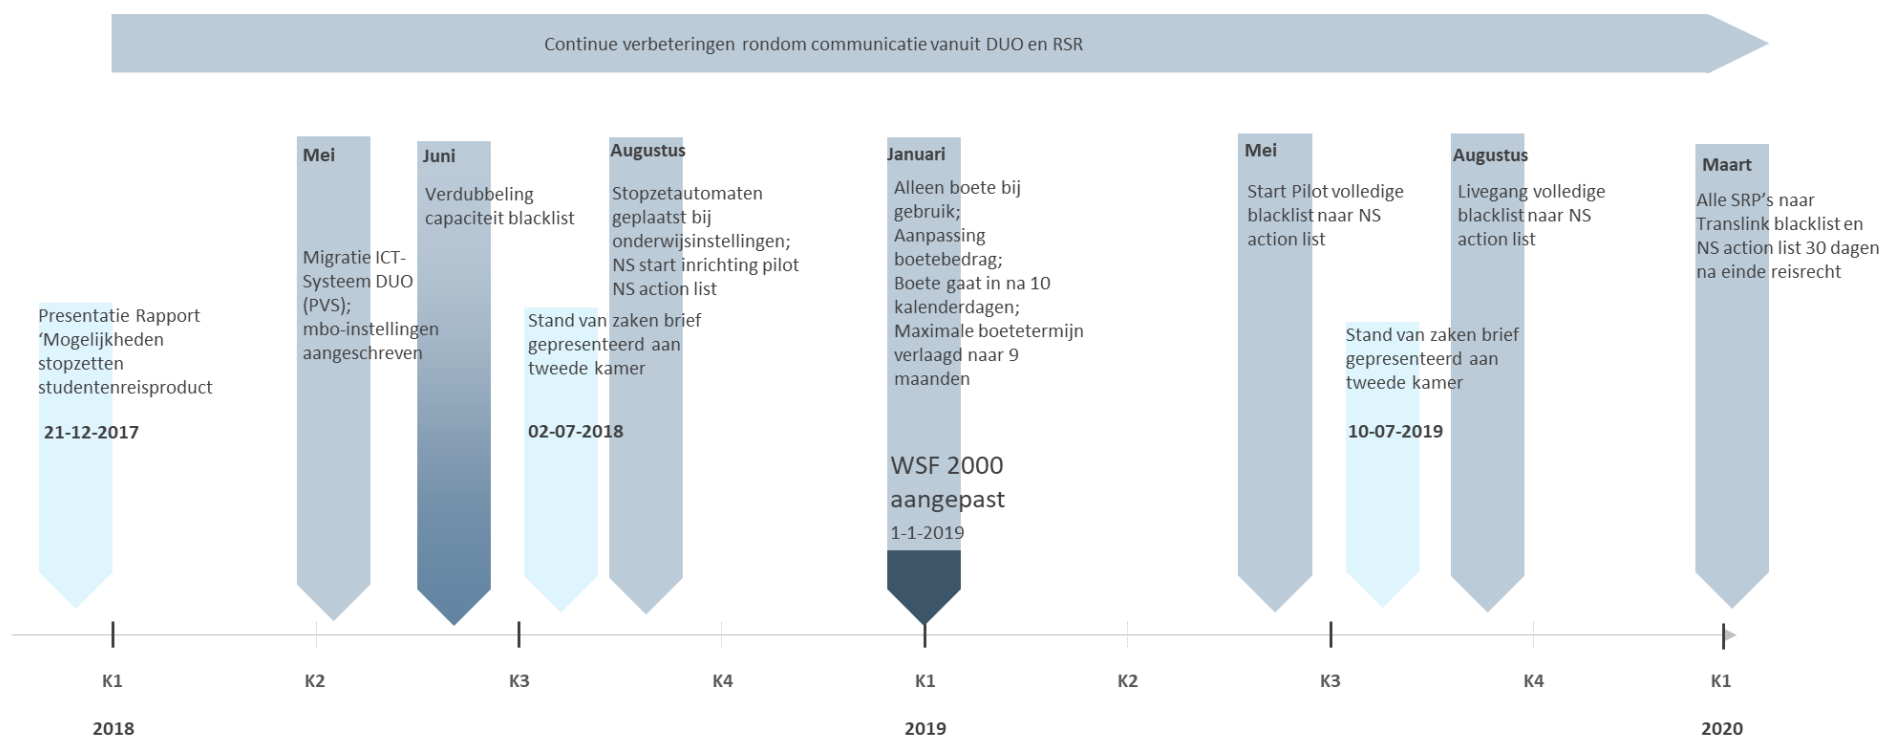 Continue verbeteringen rondom communicatie vanuit DUO en RSR
Presentatie Rapport
‘Mogelijkheden
stopzetten
studentenreisproduct
21-12-2017
Mei
Migratie ICT-
Systeem DUO
(PVS);
mbo-instellingen
aangeschreven
Juni
Verdubbeling
capaciteit blacklist
Stand van zaken brief
gepresenteerd aan
tweede kamer
02-07-2018
Augustus
Stopzetautomaten
geplaatst bij
onderwijsinstellingen;
NS start inrichting pilot
NS action list
Januari
Alleen boete bij
gebruik;
Aanpassing
boetebedrag;
Boete gaat in na 10
kalenderdagen;
Maximale boetetermijn
verlaagd naar 9
maanden
WSF 2000
aangepast
1-1-2019
Mei
Start Pilot volledige
blacklist naar NS
action list
Stand van zaken brief
gepresenteerd aan
tweede kamer
10-07-2019
Augustus
Livegang volledige
blacklist naar NS
action list
Maart
Alle SRP’s naar
Translink blacklist en
NS action list 30 dagen
na einde reisrecht
K1 K2 K3 K4 K1 K2 K3 K4 K1
2018 2019 2020